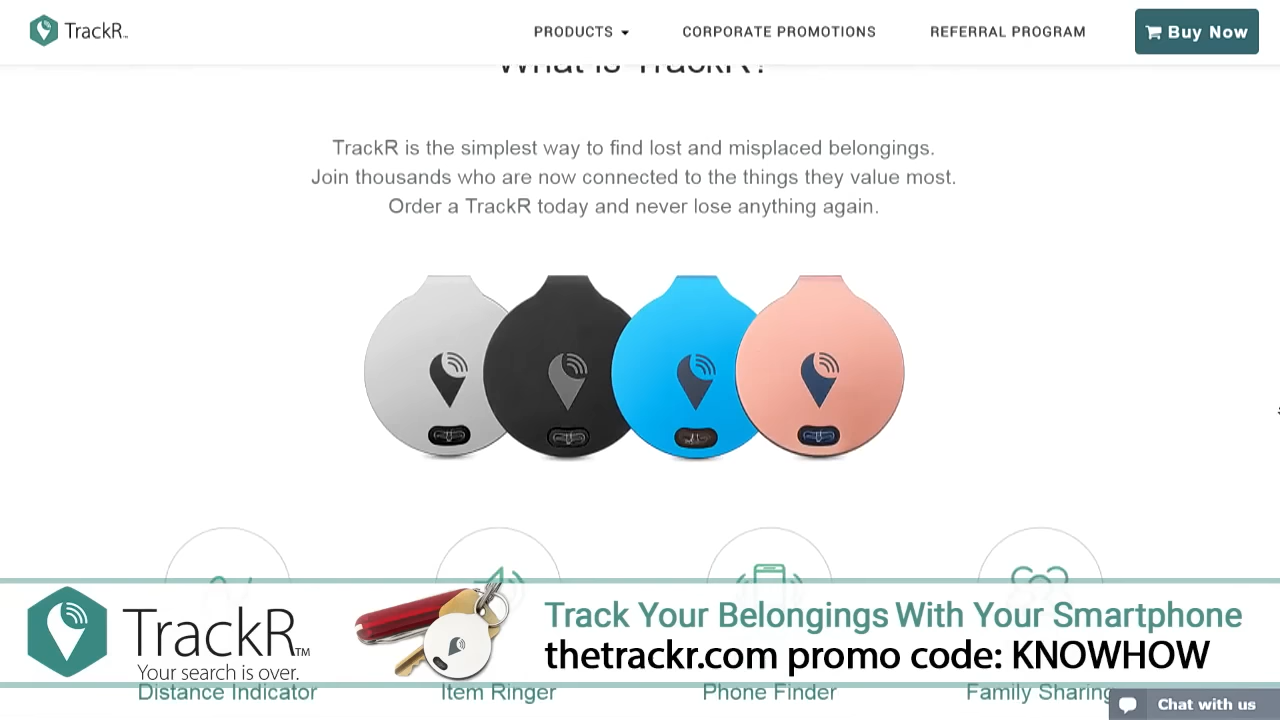 TrackR
PRODUCTS
CORPORATE PROMOTIONS
REFERRAL PROGRAM
Buy Now
What is TrackR?
TrackR is the simplest way to find lost and misplaced belongings.
Join thousands who are now connected to the things they value most.
Order a TrackR today and never lose anything again.
TrackR™
Your search is over.
Track Your Belongings With Your Smartphone
thetrackr.com promo code: KNOWHOW
Distance Indicator
Item Ringer
Phone Finder
Family Sharing
Chat with us